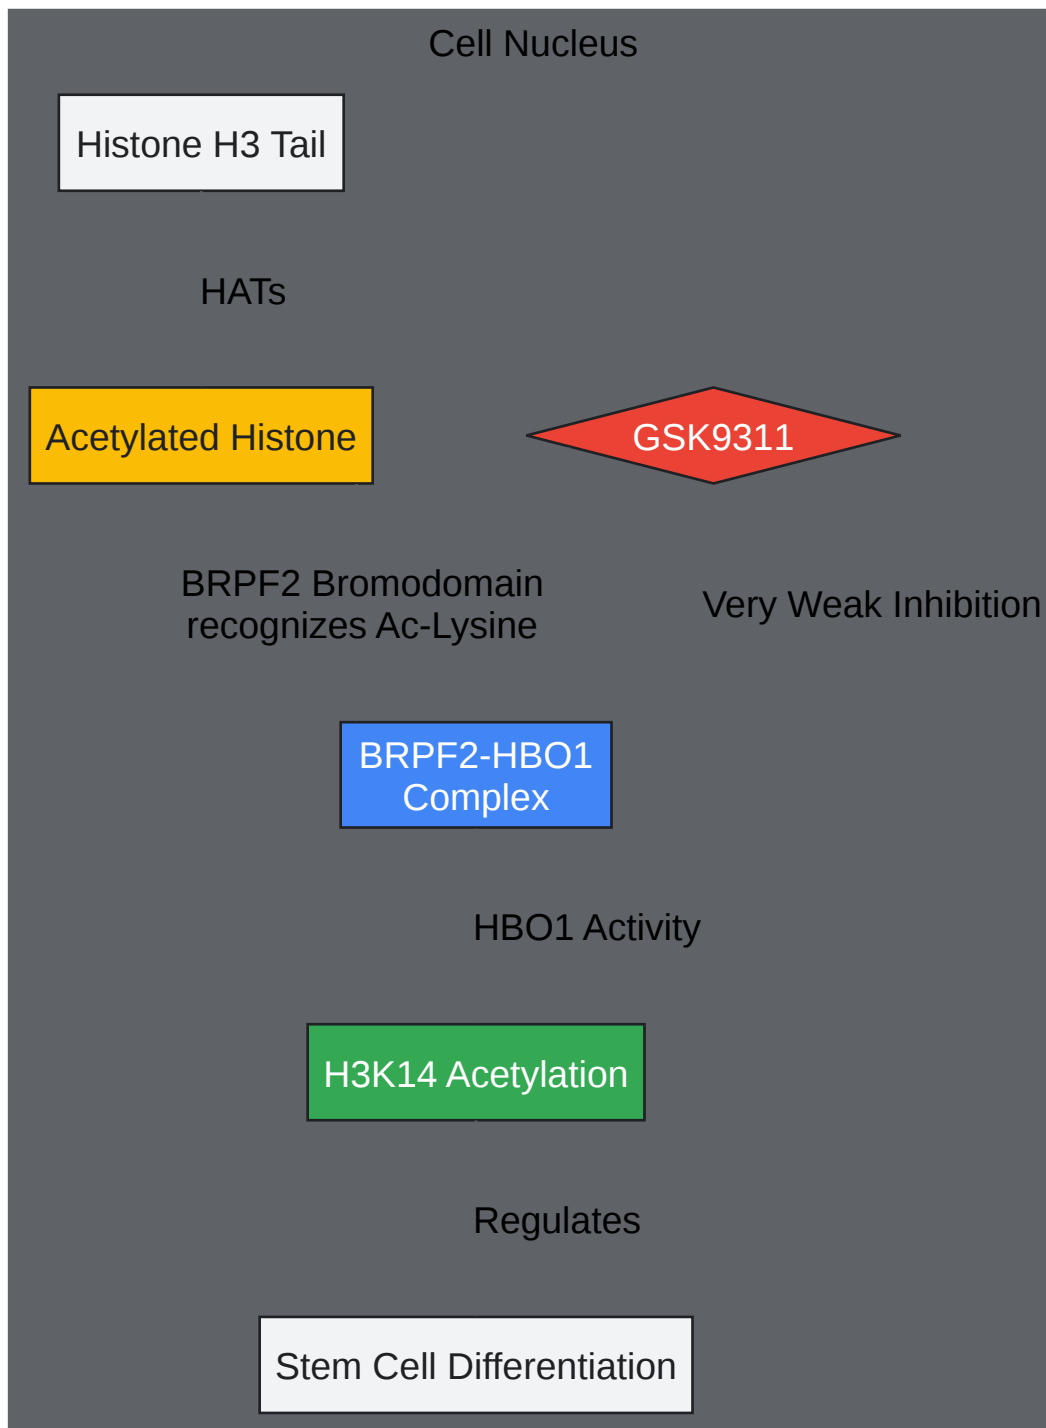 Cell Nucleus
Histone H3 Tail
HATs
Acetylated Histone
GSK9311
BRPF2 Bromodomain
recognizes Ac-Lysine
Very Weak Inhibition
BRPF2-HBO1
Complex
HBO1 Activity
H3K14 Acetylation
Regulates
Stem Cell Differentiation